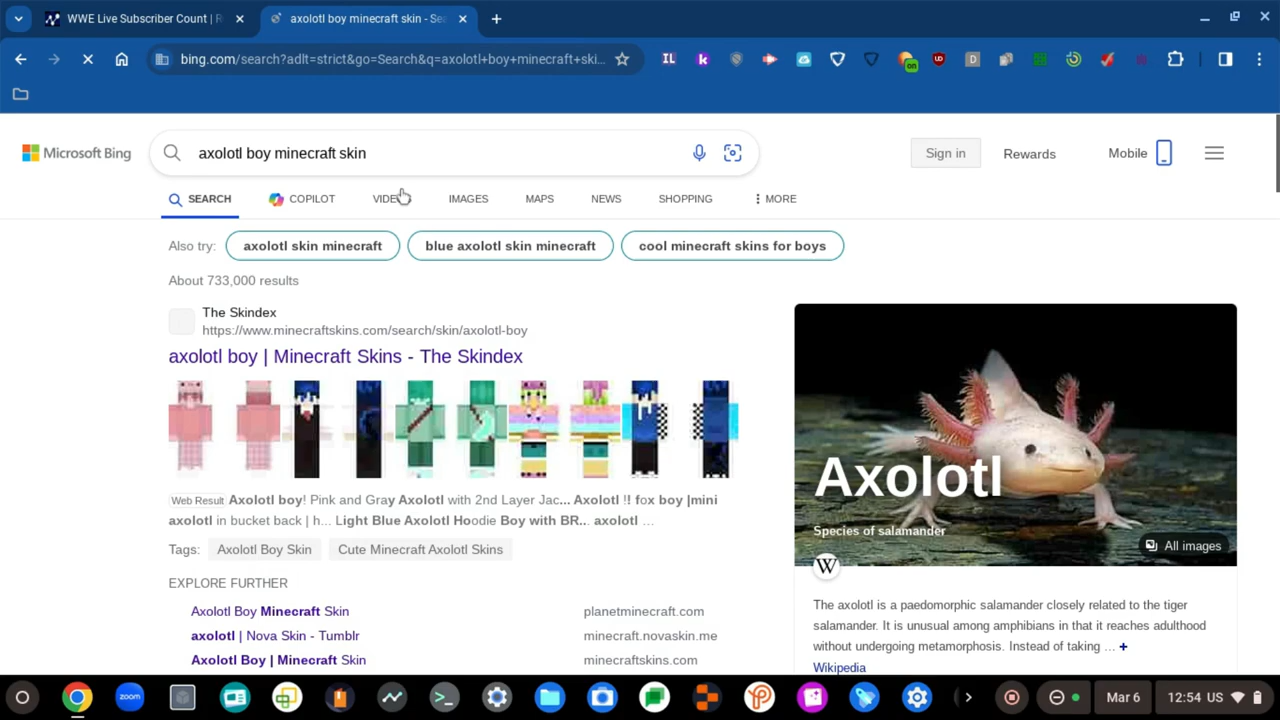 WWE Live Subscriber Count | R
axolotl boy minecraft skin - Sea
bing.com/search?adlt=strict&go=Search&q=axolotl+boy+minecraft+ski...
IL
k
on
UD
D
Microsoft Bing
axolotl boy minecraft skin
Sign in
Rewards
Mobile
SEARCH
COPILOT
IMAGES
MAPS
NEWS
SHOPPING
MORE
Also try:
axolotl skin minecraft
blue axolotl skin minecraft
cool minecraft skins for boys
About 733,000 results
The Skindex
https://www.minecraftskins.com/search/skin/axolotl-boy
axolotl boy | Minecraft Skins - The Skindex
Web Result Axolotl boy! Pink and Gray Axolotl with 2nd Layer Jac... Axolotl !! fox boy |mini
axolotl in bucket back | h... Light Blue Axolotl Hoodie Boy with BR... axolotl …
Tags: Axolotl Boy Skin Cute Minecraft Axolotl Skins
EXPLORE FURTHER
Axolotl Boy Minecraft Skin planetminecraft.com
axolotl | Nova Skin - Tumblr minecraft.novaskin.me
Axolotl Boy | Minecraft Skin minecraftskins.com
Axolotl
Species of salamander
All images
W
The axolotl is a paedomorphic salamander closely related to the tiger
salamander. It is unusual among amphibians in that it reaches adulthood
without undergoing metamorphosis. Instead of taking … +
Wikipedia
zoom
Mar 6
12:54 US